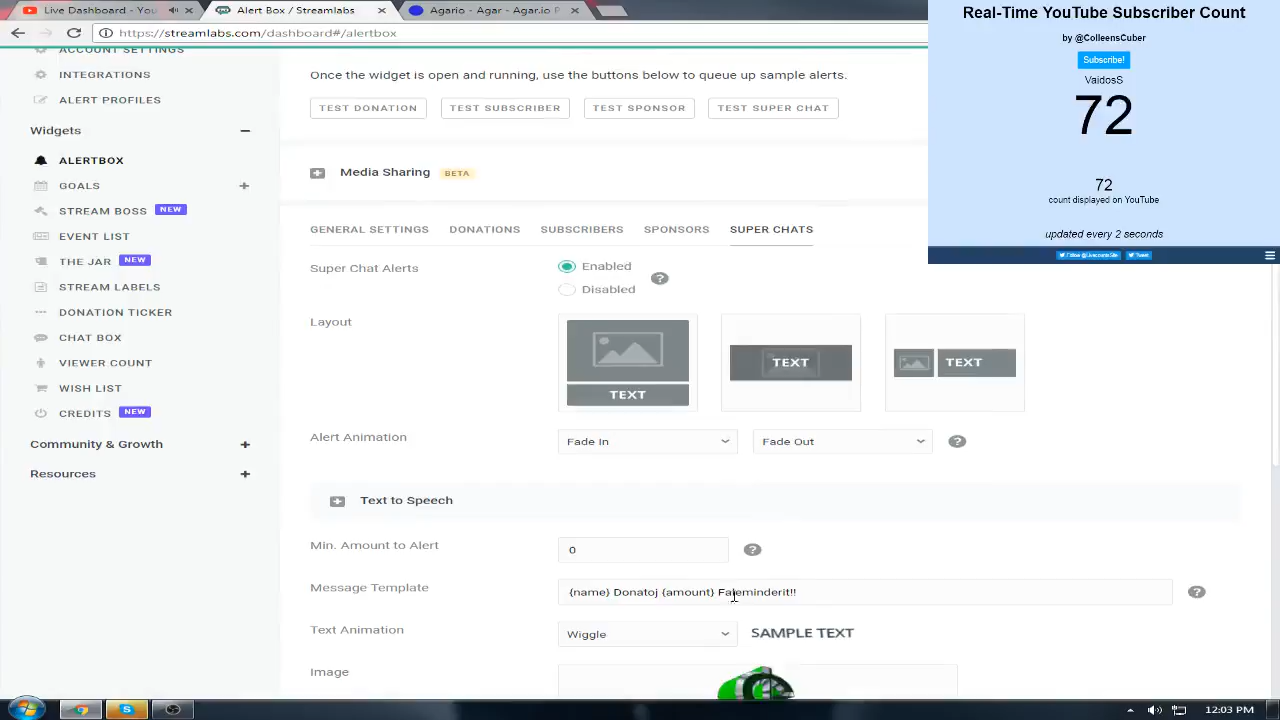 Live Dashboard - You
Alert Box / Streamlabs
Agario - Agar - Agar.io P
https://streamlabs.com/dashboard#/alertbox
Real-Time YouTube Subscriber Count
by @ColleensCuber
Subscribe!
VaidosS
72
72
count displayed on YouTube
updated every 2 seconds
Follow @LivecountsSite
Tweet
ACCOUNT SETTINGS
INTEGRATIONS
ALERT PROFILES
Widgets
ALERTBOX
GOALS
STREAM BOSS NEW
EVENT LIST
THE JAR NEW
STREAM LABELS
DONATION TICKER
CHAT BOX
VIEWER COUNT
WISH LIST
CREDITS NEW
Community & Growth
Resources
Once the widget is open and running, use the buttons below to queue up sample alerts.
TEST DONATION TEST SUBSCRIBER TEST SPONSOR TEST SUPER CHAT
Media Sharing BETA
GENERAL SETTINGS DONATIONS SUBSCRIBERS SPONSORS SUPER CHATS
Super Chat Alerts
Enabled
Disabled
Layout
TEXT
TEXT
TEXT
Alert Animation Fade In Fade Out
Text to Speech
Min. Amount to Alert 0
Message Template {name} Donatoj {amount} Faleminderit!!
Text Animation Wiggle SAMPLE TEXT
Image
12:03 PM